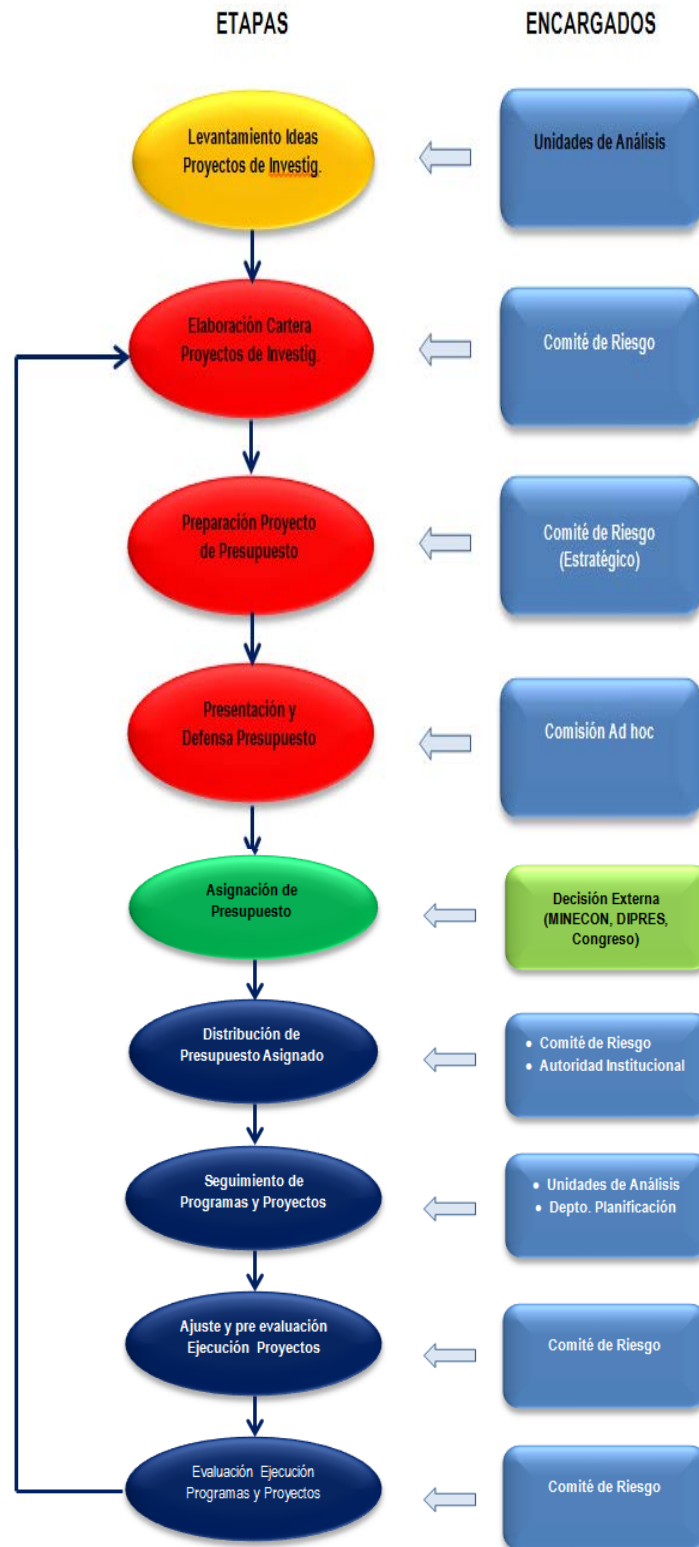 ETAPAS ENCARGADOS
Levantamiento Ideas
Proyectos de Investig.
Unidades de Análisis
Elaboración Cartera
Proyectos de Investig.
Comité de Riesgo
Preparación Proyecto
de Presupuesto
Comité de Riesgo
(Estratégico)
Presentación y
Defensa Presupuesto
Comisión Ad hoc
Asignación de
Presupuesto
Decisión Externa
(MINECON, DIPRES,
Congreso)
Distribución de
Presupuesto Asignado
• Comité de Riesgo
• Autoridad Institucional
Seguimiento de
Programas y Proyectos
• Unidades de Análisis
• Depto. Planificación
Ajuste y pre evaluación
Ejecución Proyectos
Comité de Riesgo
Evaluación Ejecución
Programas y Proyectos
Comité de Riesgo